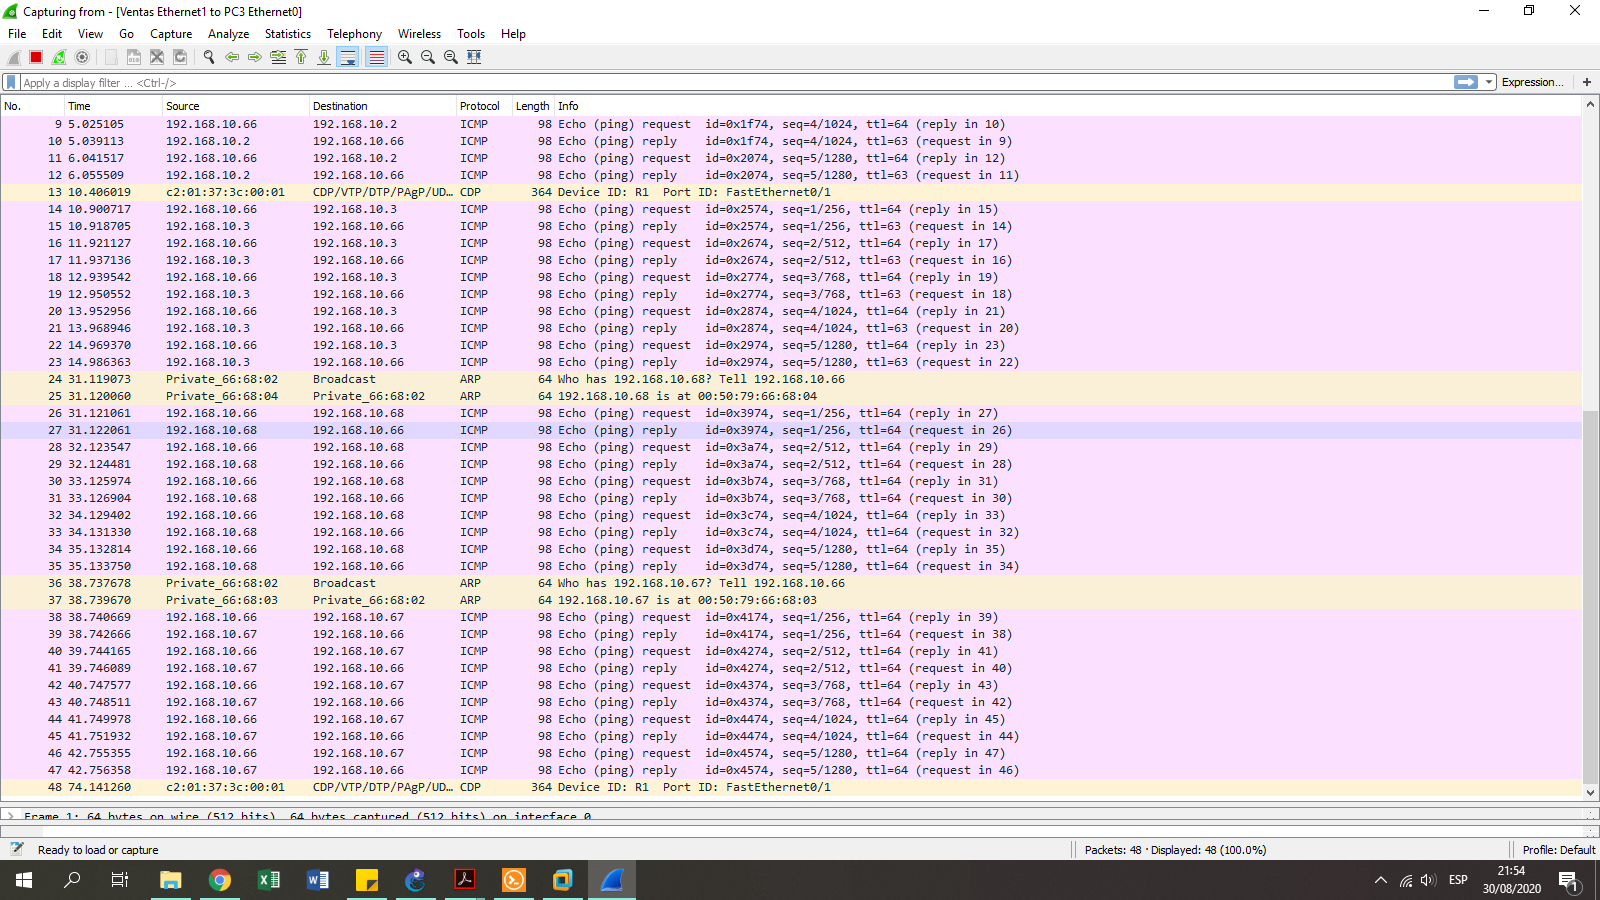 Capturing from - [Ventas Ethernet1 to PC3 Ethernet0]
File Edit View Go Capture Analyze Statistics Telephony Wireless Tools Help
Apply a display filter ... <Ctrl-/> Expression... +
No. Time Source Destination Protocol Length Info
9 5.025105 192.168.10.66 192.168.10.2 ICMP 98 Echo (ping) request id=0x1f74, seq=4/1024, ttl=64 (reply in 10)
10 5.039113 192.168.10.2 192.168.10.66 ICMP 98 Echo (ping) reply id=0x1f74, seq=4/1024, ttl=63 (request in 9)
11 6.041517 192.168.10.66 192.168.10.2 ICMP 98 Echo (ping) request id=0x2074, seq=5/1280, ttl=64 (reply in 12)
12 6.055509 192.168.10.2 192.168.10.66 ICMP 98 Echo (ping) reply id=0x2074, seq=5/1280, ttl=63 (request in 11)
13 10.406019 c2:01:37:3c:00:01 CDP/VTP/DTP/PAgP/UD... CDP 364 Device ID: R1 Port ID: FastEthernet0/1
14 10.900717 192.168.10.66 192.168.10.3 ICMP 98 Echo (ping) request id=0x2574, seq=1/256, ttl=64 (reply in 15)
15 10.918705 192.168.10.3 192.168.10.66 ICMP 98 Echo (ping) reply id=0x2574, seq=1/256, ttl=63 (request in 14)
16 11.921127 192.168.10.66 192.168.10.3 ICMP 98 Echo (ping) request id=0x2674, seq=2/512, ttl=64 (reply in 17)
17 11.937136 192.168.10.3 192.168.10.66 ICMP 98 Echo (ping) reply id=0x2674, seq=2/512, ttl=63 (request in 16)
18 12.939542 192.168.10.66 192.168.10.3 ICMP 98 Echo (ping) request id=0x2774, seq=3/768, ttl=64 (reply in 19)
19 12.950552 192.168.10.3 192.168.10.66 ICMP 98 Echo (ping) reply id=0x2774, seq=3/768, ttl=63 (request in 18)
20 13.952956 192.168.10.66 192.168.10.3 ICMP 98 Echo (ping) request id=0x2874, seq=4/1024, ttl=64 (reply in 21)
21 13.968946 192.168.10.3 192.168.10.66 ICMP 98 Echo (ping) reply id=0x2874, seq=4/1024, ttl=63 (request in 20)
22 14.969370 192.168.10.66 192.168.10.3 ICMP 98 Echo (ping) request id=0x2974, seq=5/1280, ttl=64 (reply in 23)
23 14.986363 192.168.10.3 192.168.10.66 ICMP 98 Echo (ping) reply id=0x2974, seq=5/1280, ttl=63 (request in 22)
24 31.119073 Private_66:68:02 Broadcast ARP 64 Who has 192.168.10.68? Tell 192.168.10.66
25 31.120060 Private_66:68:04 Private_66:68:02 ARP 64 192.168.10.68 is at 00:50:79:66:68:04
26 31.121061 192.168.10.66 192.168.10.68 ICMP 98 Echo (ping) request id=0x3974, seq=1/256, ttl=64 (reply in 27)
27 31.122061 192.168.10.68 192.168.10.66 ICMP 98 Echo (ping) reply id=0x3974, seq=1/256, ttl=64 (request in 26)
28 32.123547 192.168.10.66 192.168.10.68 ICMP 98 Echo (ping) request id=0x3a74, seq=2/512, ttl=64 (reply in 29)
29 32.124481 192.168.10.68 192.168.10.66 ICMP 98 Echo (ping) reply id=0x3a74, seq=2/512, ttl=64 (request in 28)
30 33.125974 192.168.10.66 192.168.10.68 ICMP 98 Echo (ping) request id=0x3b74, seq=3/768, ttl=64 (reply in 31)
31 33.126904 192.168.10.68 192.168.10.66 ICMP 98 Echo (ping) reply id=0x3b74, seq=3/768, ttl=64 (request in 30)
32 34.129402 192.168.10.66 192.168.10.68 ICMP 98 Echo (ping) request id=0x3c74, seq=4/1024, ttl=64 (reply in 33)
33 34.131330 192.168.10.68 192.168.10.66 ICMP 98 Echo (ping) reply id=0x3c74, seq=4/1024, ttl=64 (request in 32)
34 35.132814 192.168.10.66 192.168.10.68 ICMP 98 Echo (ping) request id=0x3d74, seq=5/1280, ttl=64 (reply in 35)
35 35.133750 192.168.10.68 192.168.10.66 ICMP 98 Echo (ping) reply id=0x3d74, seq=5/1280, ttl=64 (request in 34)
36 38.737678 Private_66:68:02 Broadcast ARP 64 Who has 192.168.10.67? Tell 192.168.10.66
37 38.739670 Private_66:68:03 Private_66:68:02 ARP 64 192.168.10.67 is at 00:50:79:66:68:03
38 38.740669 192.168.10.66 192.168.10.67 ICMP 98 Echo (ping) request id=0x4174, seq=1/256, ttl=64 (reply in 39)
39 38.742666 192.168.10.67 192.168.10.66 ICMP 98 Echo (ping) reply id=0x4174, seq=1/256, ttl=64 (request in 38)
40 39.744165 192.168.10.66 192.168.10.67 ICMP 98 Echo (ping) request id=0x4274, seq=2/512, ttl=64 (reply in 41)
41 39.746089 192.168.10.67 192.168.10.66 ICMP 98 Echo (ping) reply id=0x4274, seq=2/512, ttl=64 (request in 40)
42 40.747577 192.168.10.66 192.168.10.67 ICMP 98 Echo (ping) request id=0x4374, seq=3/768, ttl=64 (reply in 43)
43 40.748511 192.168.10.67 192.168.10.66 ICMP 98 Echo (ping) reply id=0x4374, seq=3/768, ttl=64 (request in 42)
44 41.749978 192.168.10.66 192.168.10.67 ICMP 98 Echo (ping) request id=0x4474, seq=4/1024, ttl=64 (reply in 45)
45 41.751932 192.168.10.67 192.168.10.66 ICMP 98 Echo (ping) reply id=0x4474, seq=4/1024, ttl=64 (request in 44)
46 42.755355 192.168.10.66 192.168.10.67 ICMP 98 Echo (ping) request id=0x4574, seq=5/1280, ttl=64 (reply in 47)
47 42.756358 192.168.10.67 192.168.10.66 ICMP 98 Echo (ping) reply id=0x4574, seq=5/1280, ttl=64 (request in 46)
48 74.141260 c2:01:37:3c:00:01 CDP/VTP/DTP/PAgP/UD... CDP 364 Device ID: R1 Port ID: FastEthernet0/1
Frame 1: 64 bytes on wire (512 bits), 64 bytes captured (512 bits) on interface 0
Ready to load or capture Packets: 48 · Displayed: 48 (100.0%) Profile: Default
ESP 21:54
30/08/2020 1